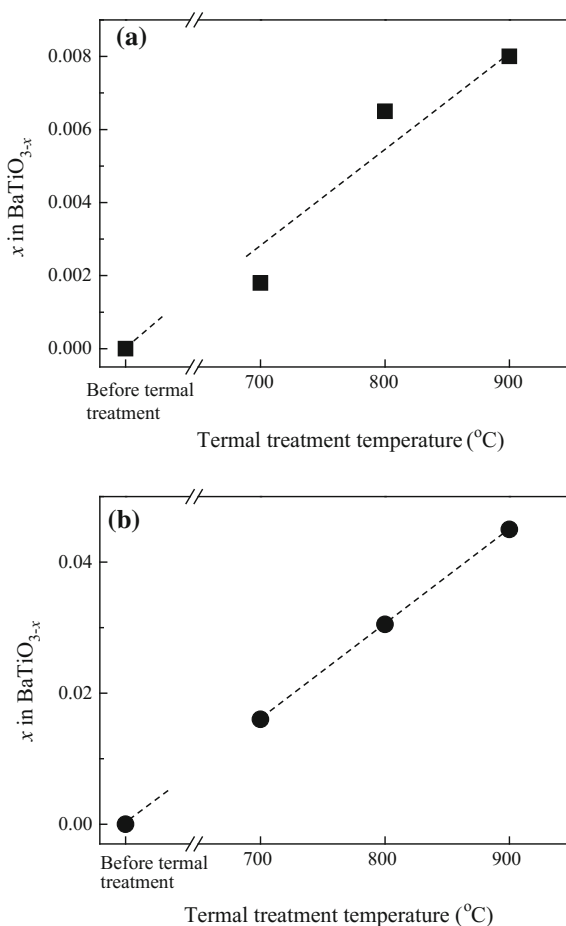 (a)
0.008
0.006
0.004
0.002
0.000
x in BaTiO3-x
Before termal
treatment
700
800
900
Termal treatment temperature (oC)
(b)
0.04
0.02
0.00
x in BaTiO3-x
Before termal
treatment
700
800
900
Termal treatment temperature (oC)